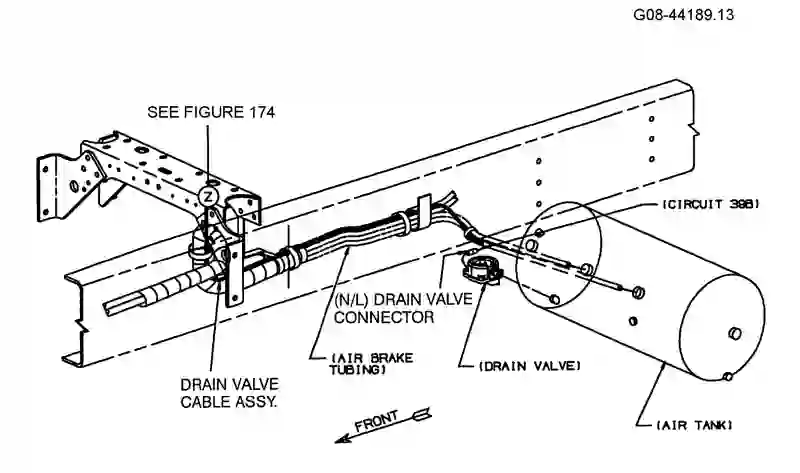 G08-44189.13
SEE FIGURE 174
Z
(CIRCUIT 39B)
(N/L) DRAIN VALVE
CONNECTOR
(AIR BRAKE
TUBING)
(DRAIN VALVE)
DRAIN VALVE
CABLE ASSY.
FRONT
(AIR TANK)